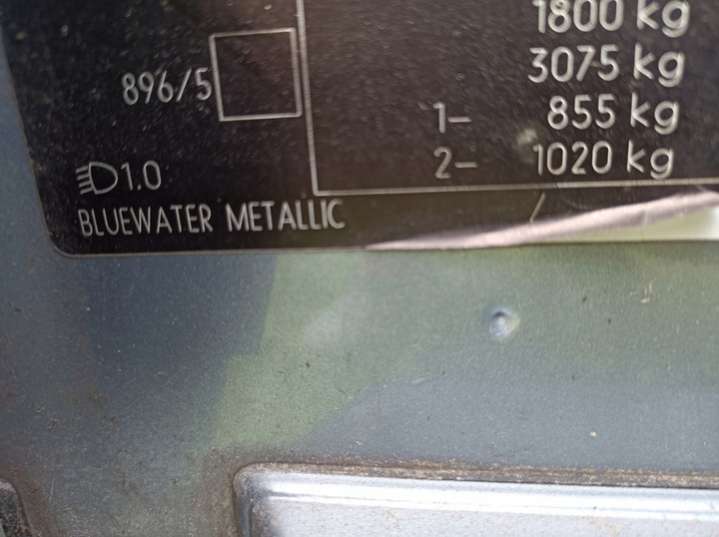 1800 kg
3075 kg
896/5
1- 855 kg
2- 1020 kg
1.0
BLUEWATER METALLIC